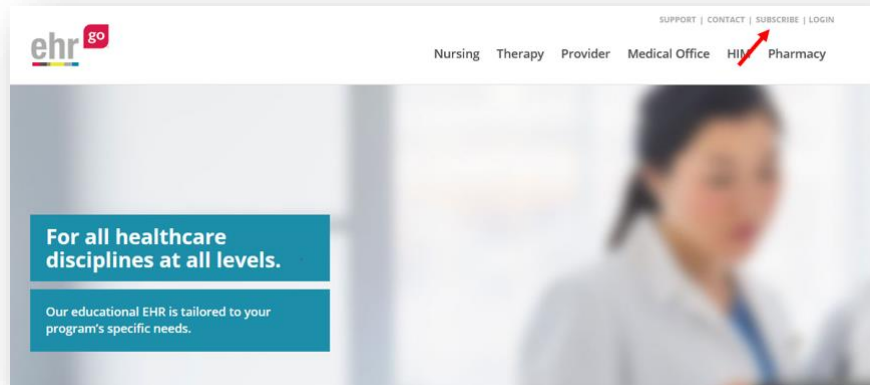 ehr go
SUPPORT | CONTACT | SUBSCRIBE | LOGIN
Nursing Therapy Provider Medical Office HIM Pharmacy
For all healthcare
disciplines at all levels.
Our educational EHR is tailored to your
program's specific needs.